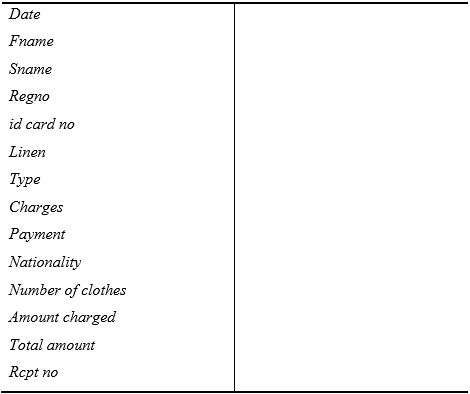 Date
Fname
Sname
Regno
id card no
Linen
Type
Charges
Payment
Nationality
Number of clothes
Amount charged
Total amount
Rcpt no